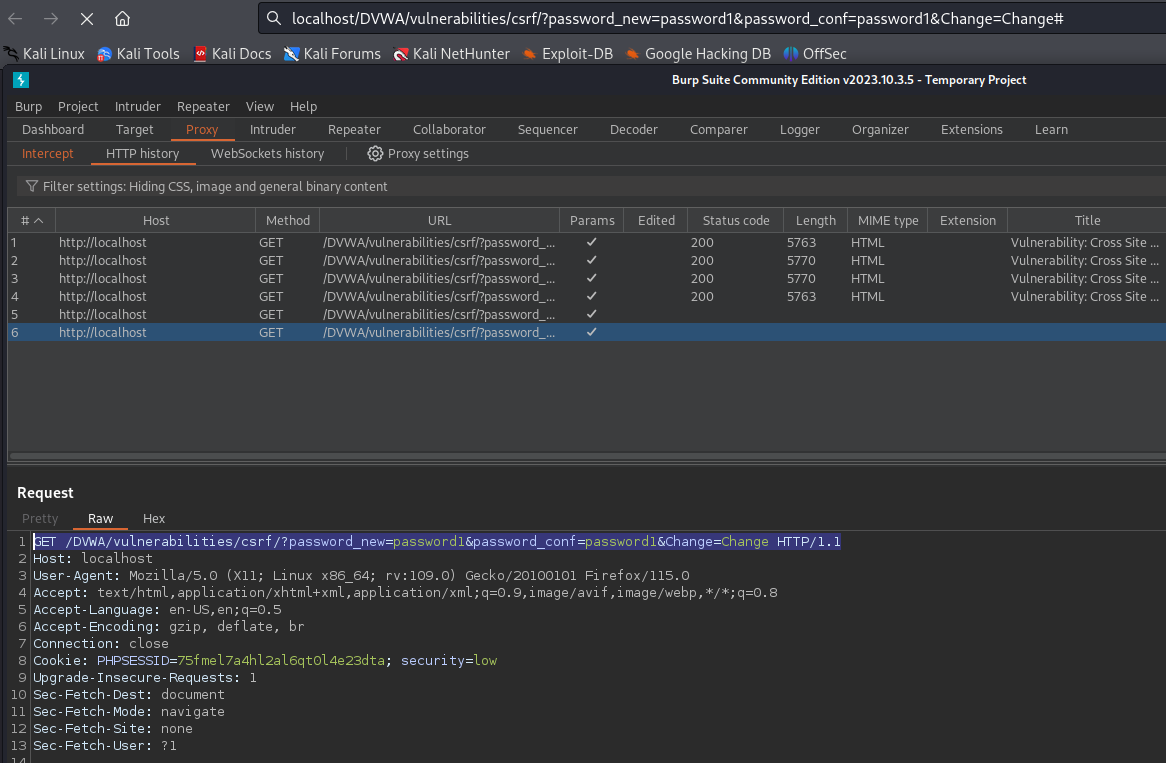 localhost/DVWA/vulnerabilities/csrf/?password_new=password1&password_conf=password1&Change=Change#
Kali Linux Kali Tools Kali Docs Kali Forums Kali NetHunter Exploit-DB Google Hacking DB OffSec
Burp Suite Community Edition v2023.10.3.5 - Temporary Project
Burp Project Intruder Repeater View Help
Dashboard Target Proxy Intruder Repeater Collaborator Sequencer Decoder Comparer Logger Organizer Extensions Learn
Intercept HTTP history WebSockets history Proxy settings
Filter settings: Hiding CSS, image and general binary content
# Host Method URL Params Edited Status code Length MIME type Extension Title
1 http://localhost GET /DVWA/vulnerabilities/csrf/?password_... ✓ 200 5763 HTML Vulnerability: Cross Site ...
2 http://localhost GET /DVWA/vulnerabilities/csrf/?password_... ✓ 200 5770 HTML Vulnerability: Cross Site ...
3 http://localhost GET /DVWA/vulnerabilities/csrf/?password_... ✓ 200 5770 HTML Vulnerability: Cross Site ...
4 http://localhost GET /DVWA/vulnerabilities/csrf/?password_... ✓ 200 5763 HTML Vulnerability: Cross Site ...
5 http://localhost GET /DVWA/vulnerabilities/csrf/?password_... ✓
6 http://localhost GET /DVWA/vulnerabilities/csrf/?password_... ✓
Request
Pretty Raw Hex
1 GET /DVWA/vulnerabilities/csrf/?password_new=password1&password_conf=password1&Change=Change HTTP/1.1
2 Host: localhost
3 User-Agent: Mozilla/5.0 (X11; Linux x86_64; rv:109.0) Gecko/20100101 Firefox/115.0
4 Accept: text/html,application/xhtml+xml,application/xml;q=0.9,image/avif,image/webp,*/*;q=0.8
5 Accept-Language: en-US,en;q=0.5
6 Accept-Encoding: gzip, deflate, br
7 Connection: close
8 Cookie: PHPSESSID=75fmel7a4hl2al6qt0l4e23dta; security=low
9 Upgrade-Insecure-Requests: 1
10 Sec-Fetch-Dest: document
11 Sec-Fetch-Mode: navigate
12 Sec-Fetch-Site: none
13 Sec-Fetch-User: ?1
14